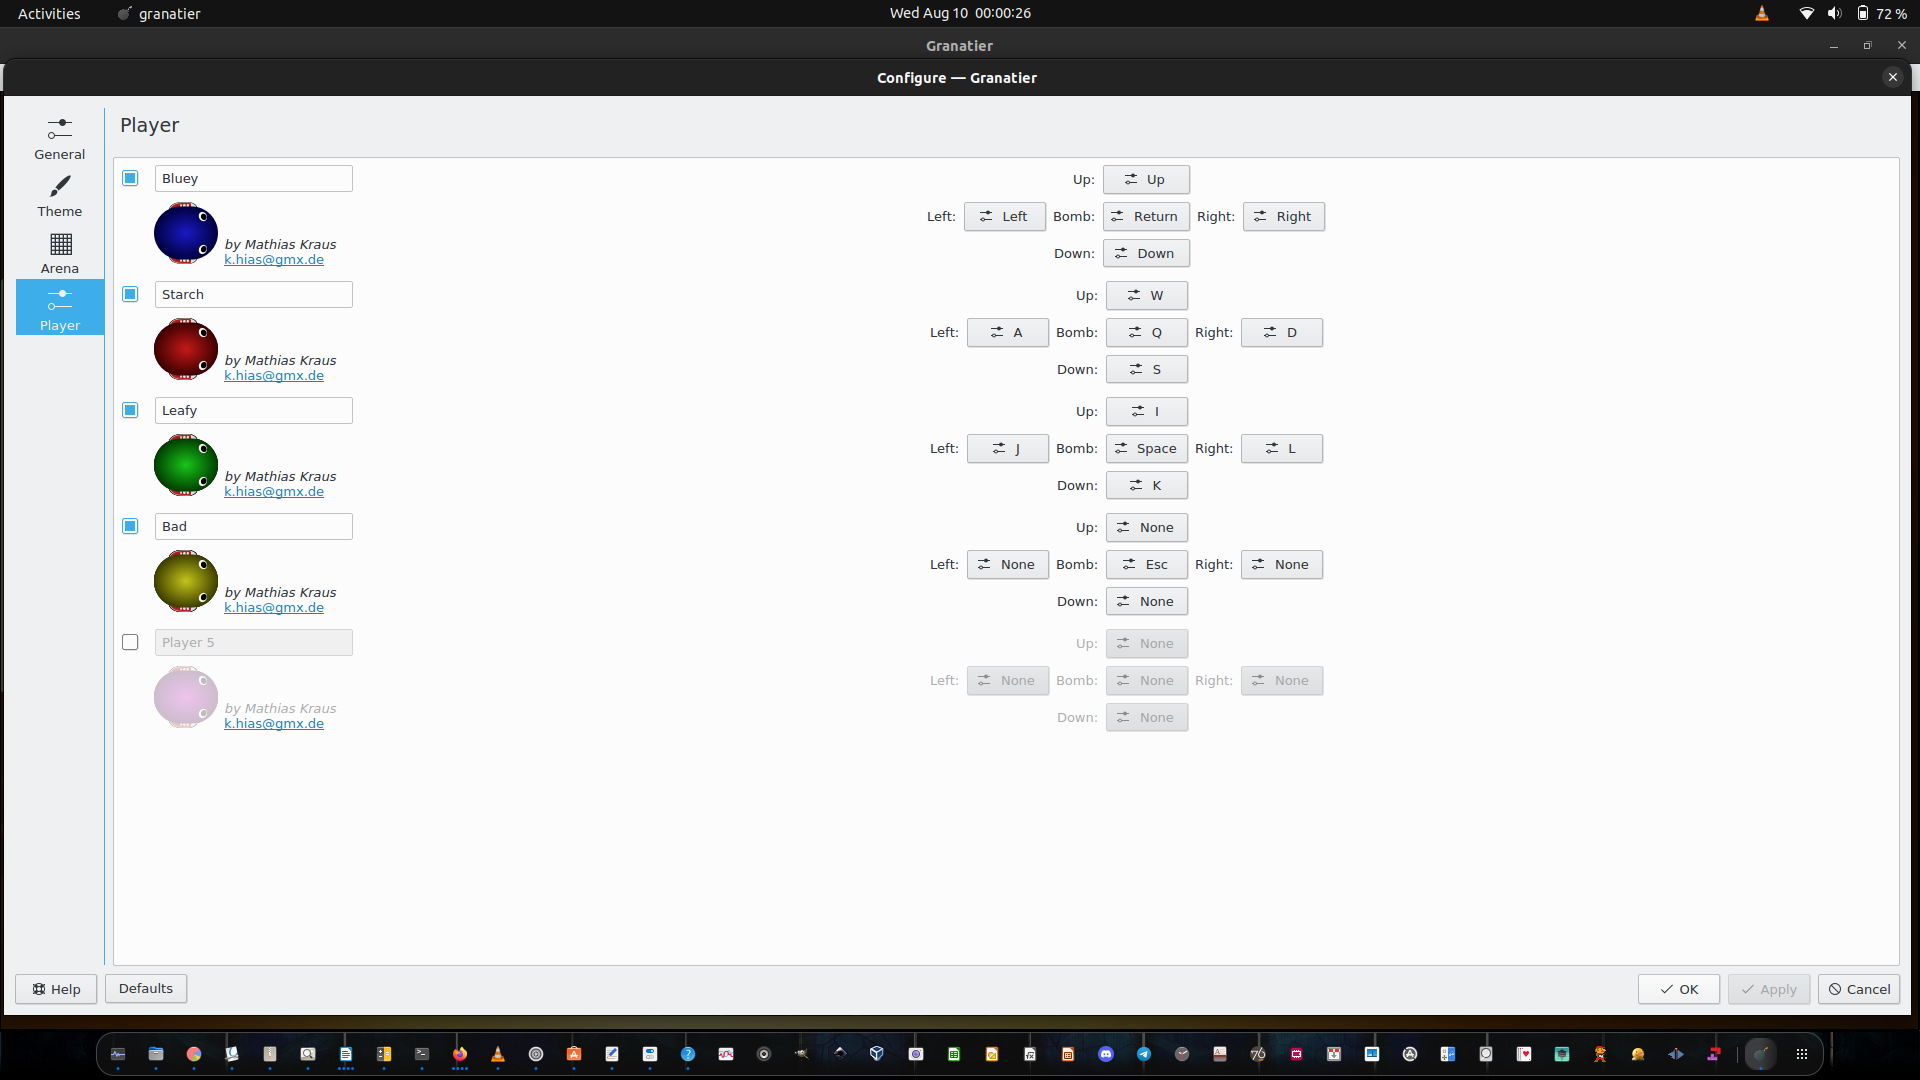 Activities granatier Wed Aug 10 00:00:26 72 %
Granatier
Configure — Granatier
General
Theme
Arena
Player
Player
Bluey
by Mathias Kraus
k.hias@gmx.de
Up: Up
Left: Left Bomb: Return Right: Right
Down: Down
Starch
by Mathias Kraus
k.hias@gmx.de
Up: W
Left: A Bomb: Q Right: D
Down: S
Leafy
by Mathias Kraus
k.hias@gmx.de
Up: I
Left: J Bomb: Space Right: L
Down: K
Bad
by Mathias Kraus
k.hias@gmx.de
Up: None
Left: None Bomb: Esc Right: None
Down: None
Player 5
by Mathias Kraus
k.hias@gmx.de
Up: None
Left: None Bomb: None Right: None
Down: None
Help Defaults OK Apply Cancel